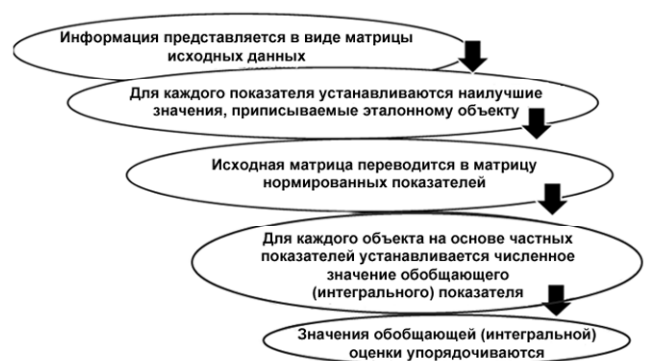 Информация представляется в виде матрицы
исходных данных
Для каждого показателя устанавливаются наилучшие
значения, приписываемые эталонному объекту
Исходная матрица переводится в матрицу
нормированных показателей
Для каждого объекта на основе частных
показателей устанавливается численное
значение обобщающего
(интегрального) показателя
Значения обобщающей (интегральной)
оценки упорядочиваются